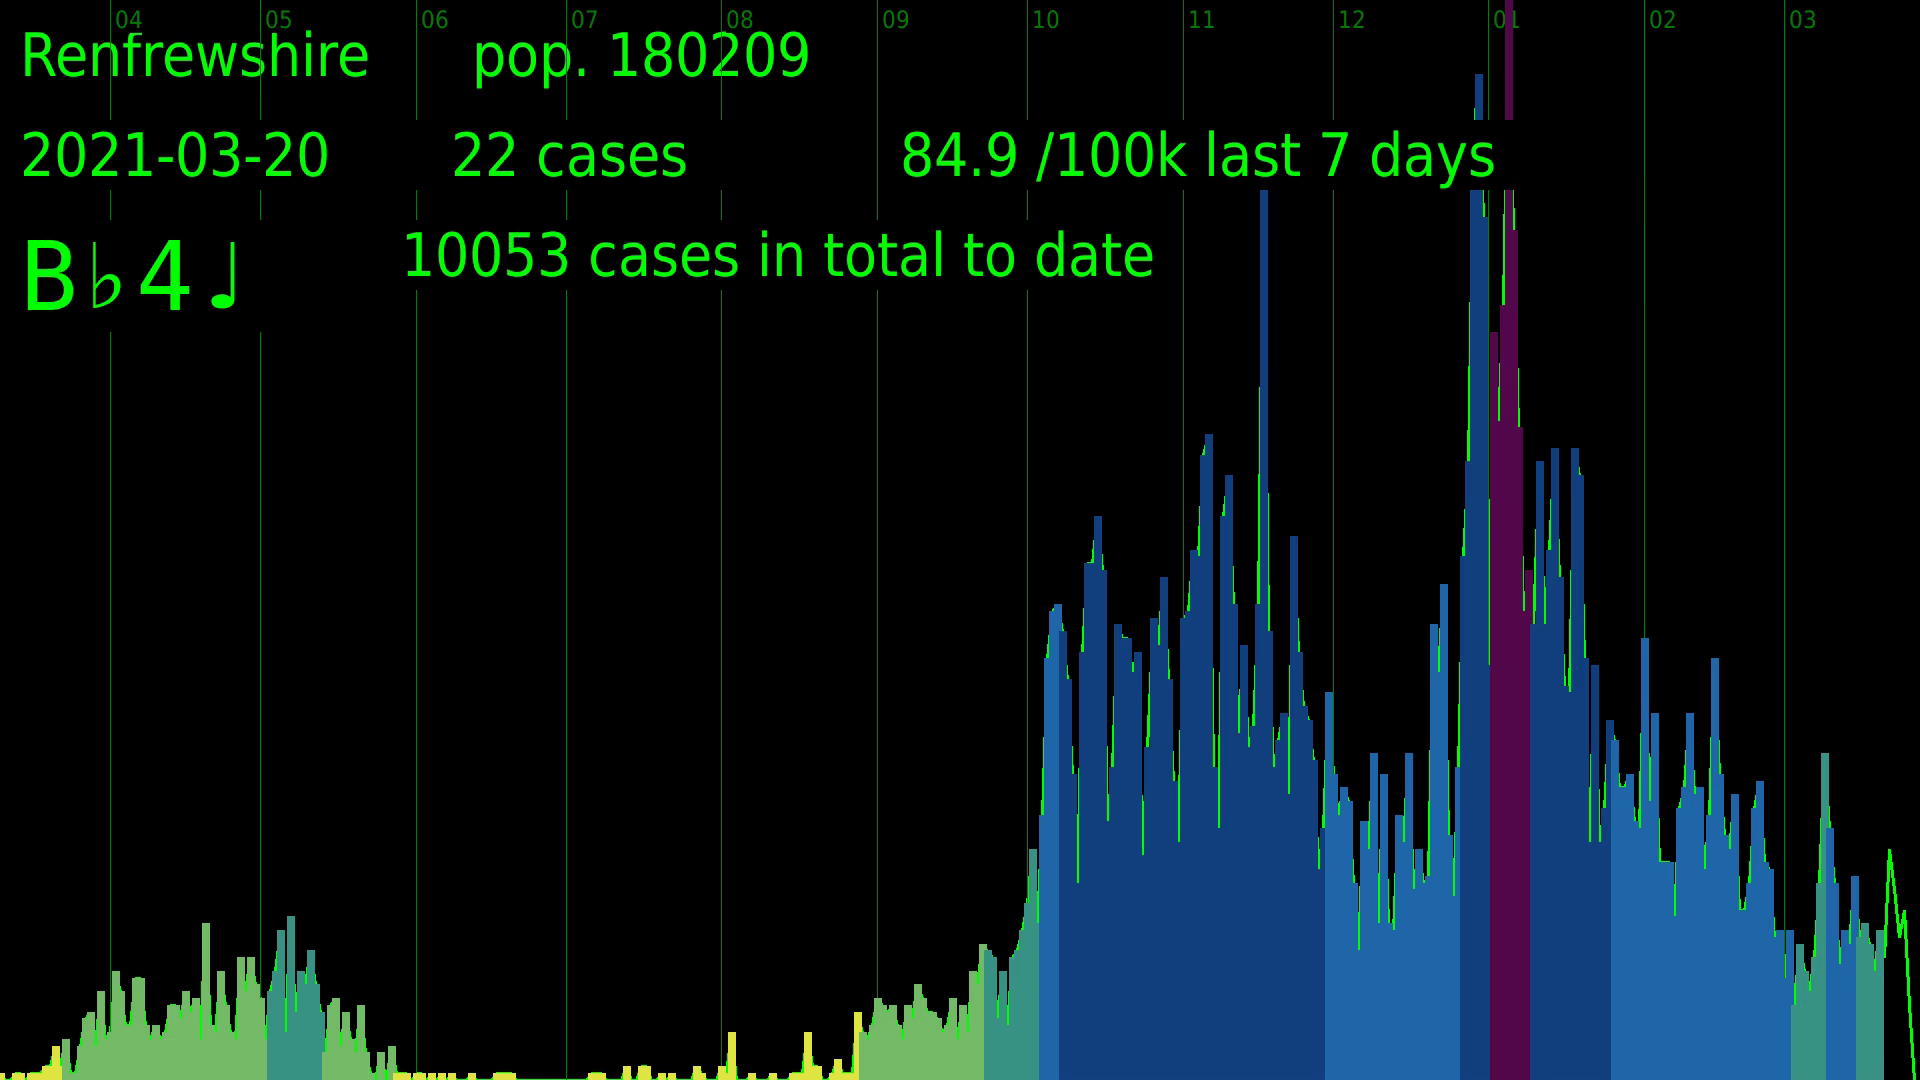 04 05 06 07 08 09 10 11 12 01 02 03
Renfrewshire pop. 180209
2021-03-20 22 cases 84.9 /100k last 7 days
B♭4♩ 10053 cases in total to date